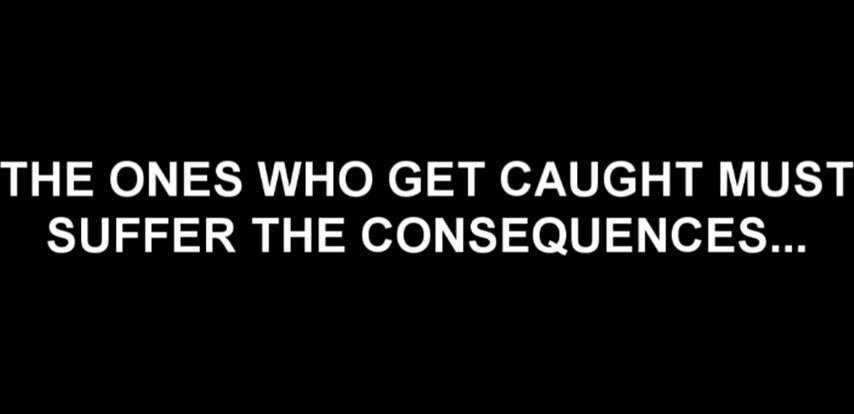 THE ONES WHO GET CAUGHT MUST
SUFFER THE CONSEQUENCES...